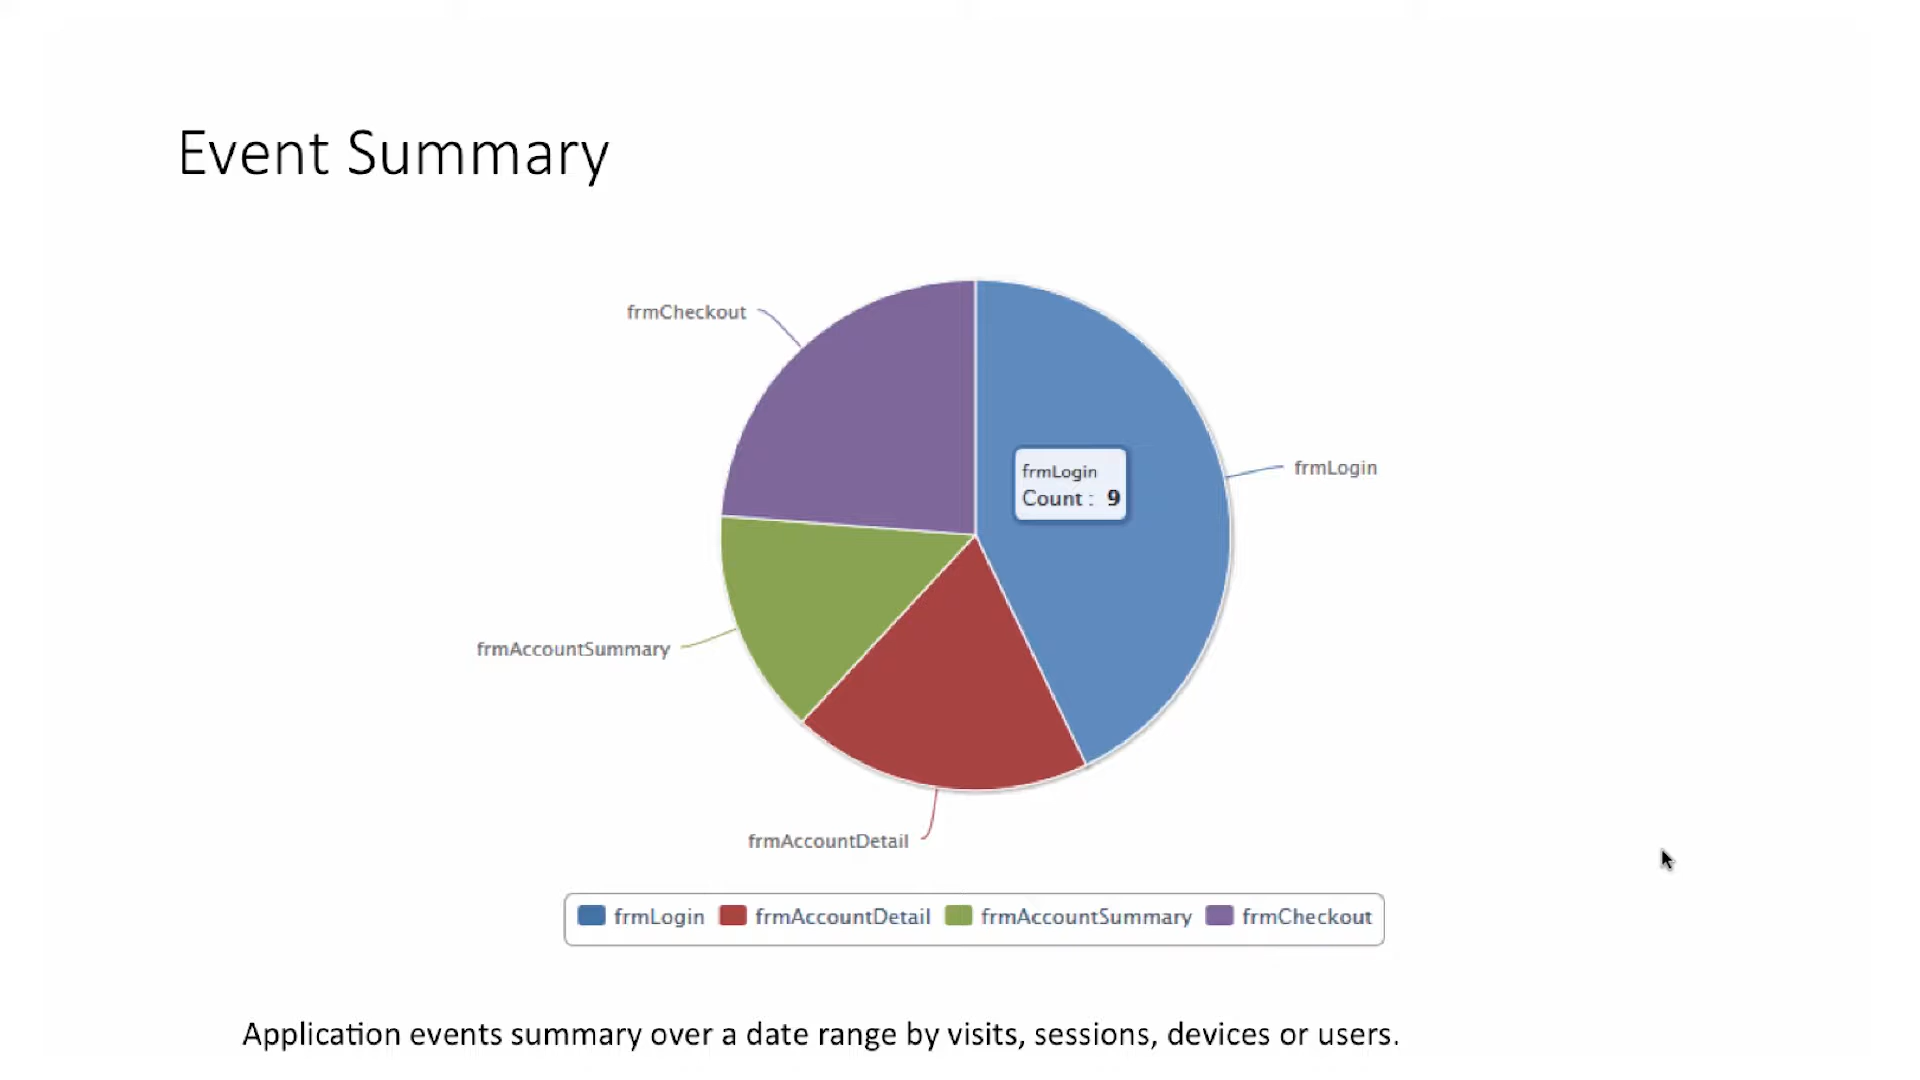 Event Summary
frmCheckout
frmLogin
frmLogin
Count : 9
frmAccountSummary
frmAccountDetail
frmLogin frmAccountDetail frmAccountSummary frmCheckout
Application events summary over a date range by visits, sessions, devices or users.